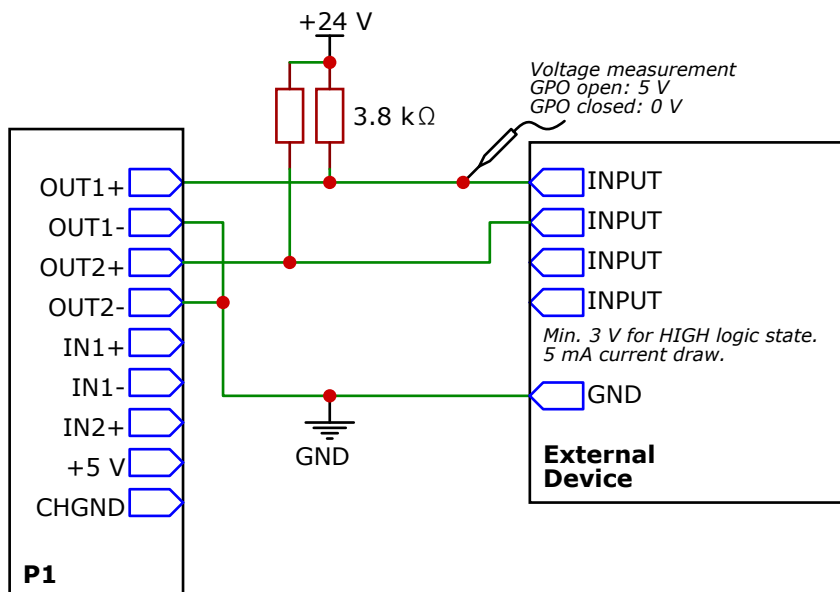 +24 V
Voltage measurement
GPO open: 5 V
GPO closed: 0 V
3.8 kΩ
OUT1+
OUT1-
OUT2+
OUT2-
IN1+
IN1-
IN2+
+5 V
CHGND
P1
INPUT
INPUT
INPUT
INPUT
Min. 3 V for HIGH logic state.
5 mA current draw.
GND
GND
External
Device